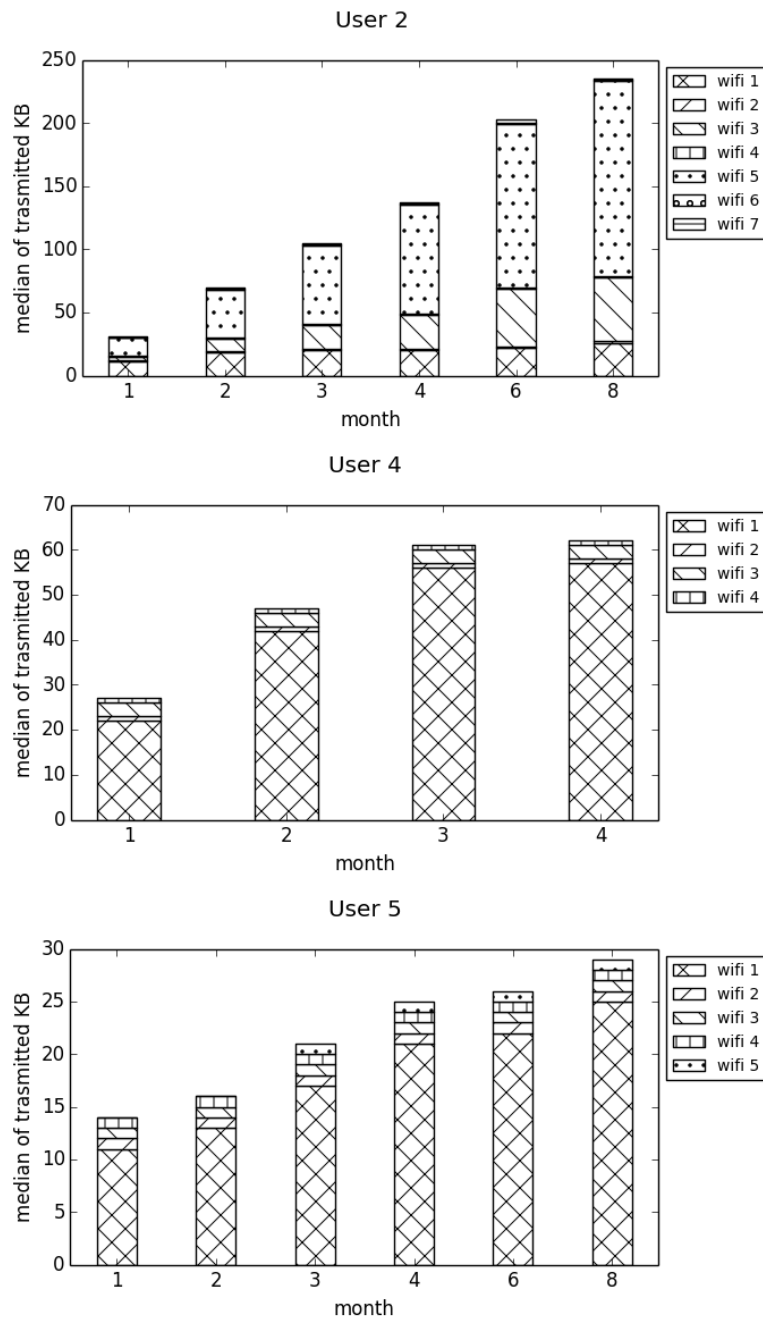 User 2
median of trasmitted KB
250
200
150
100
50
0
1 2 3 4 6 8
month
wifi 1
wifi 2
wifi 3
wifi 4
wifi 5
wifi 6
wifi 7
User 4
median of trasmitted KB
70
60
50
40
30
20
10
0
1 2 3 4
month
wifi 1
wifi 2
wifi 3
wifi 4
User 5
median of trasmitted KB
30
25
20
15
10
5
0
1 2 3 4 6 8
month
wifi 1
wifi 2
wifi 3
wifi 4
wifi 5